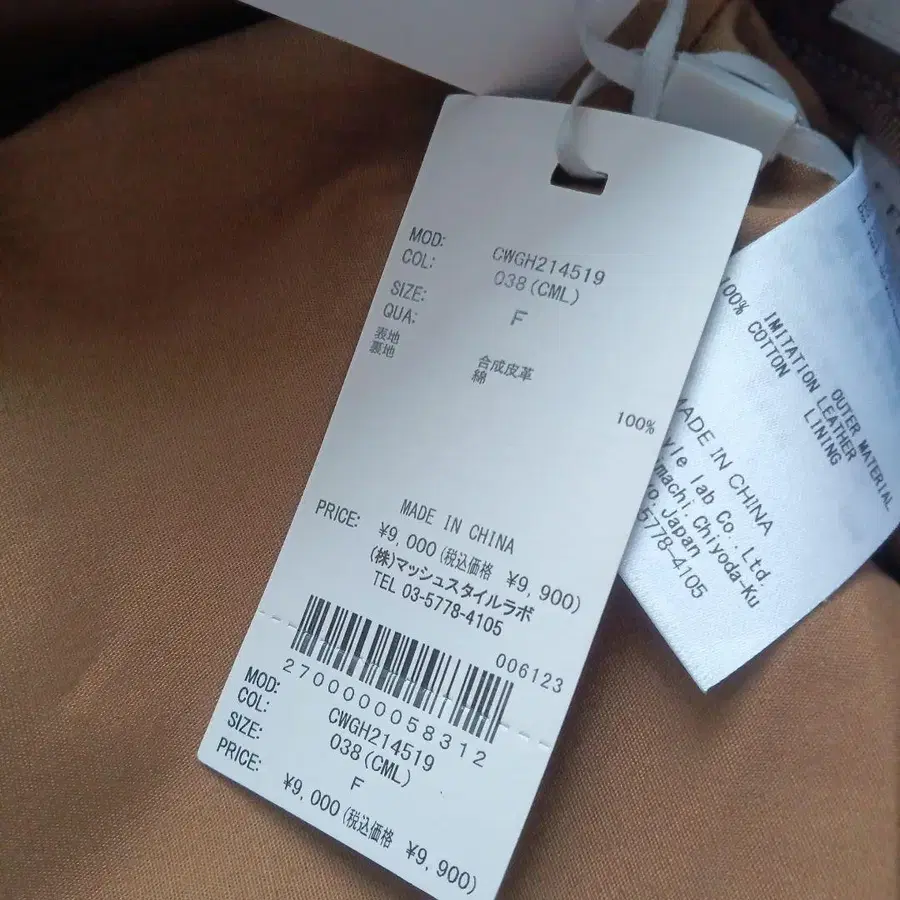 MOD: CWGH214519
COL: 038(CML)
SIZE: F
QUA:
表地 合成皮革
裏地 綿 100%
MADE IN CHINA
PRICE: ¥9,000(税込価格 ¥9,900)
(株)マッシュスタイルラボ
TEL 03-5778-4105
006123
2700000058312
MOD: CWGH214519
COL: 038(CML)
SIZE: F
PRICE: ¥9,000(税込価格 ¥9,900)
OUTER MATERIAL
IMITATION LEATHER
LINING
100% COTTON
MADE IN CHINA
lab Co.,Ltd.
Chiyoda-Ku
Japan
5778-4105